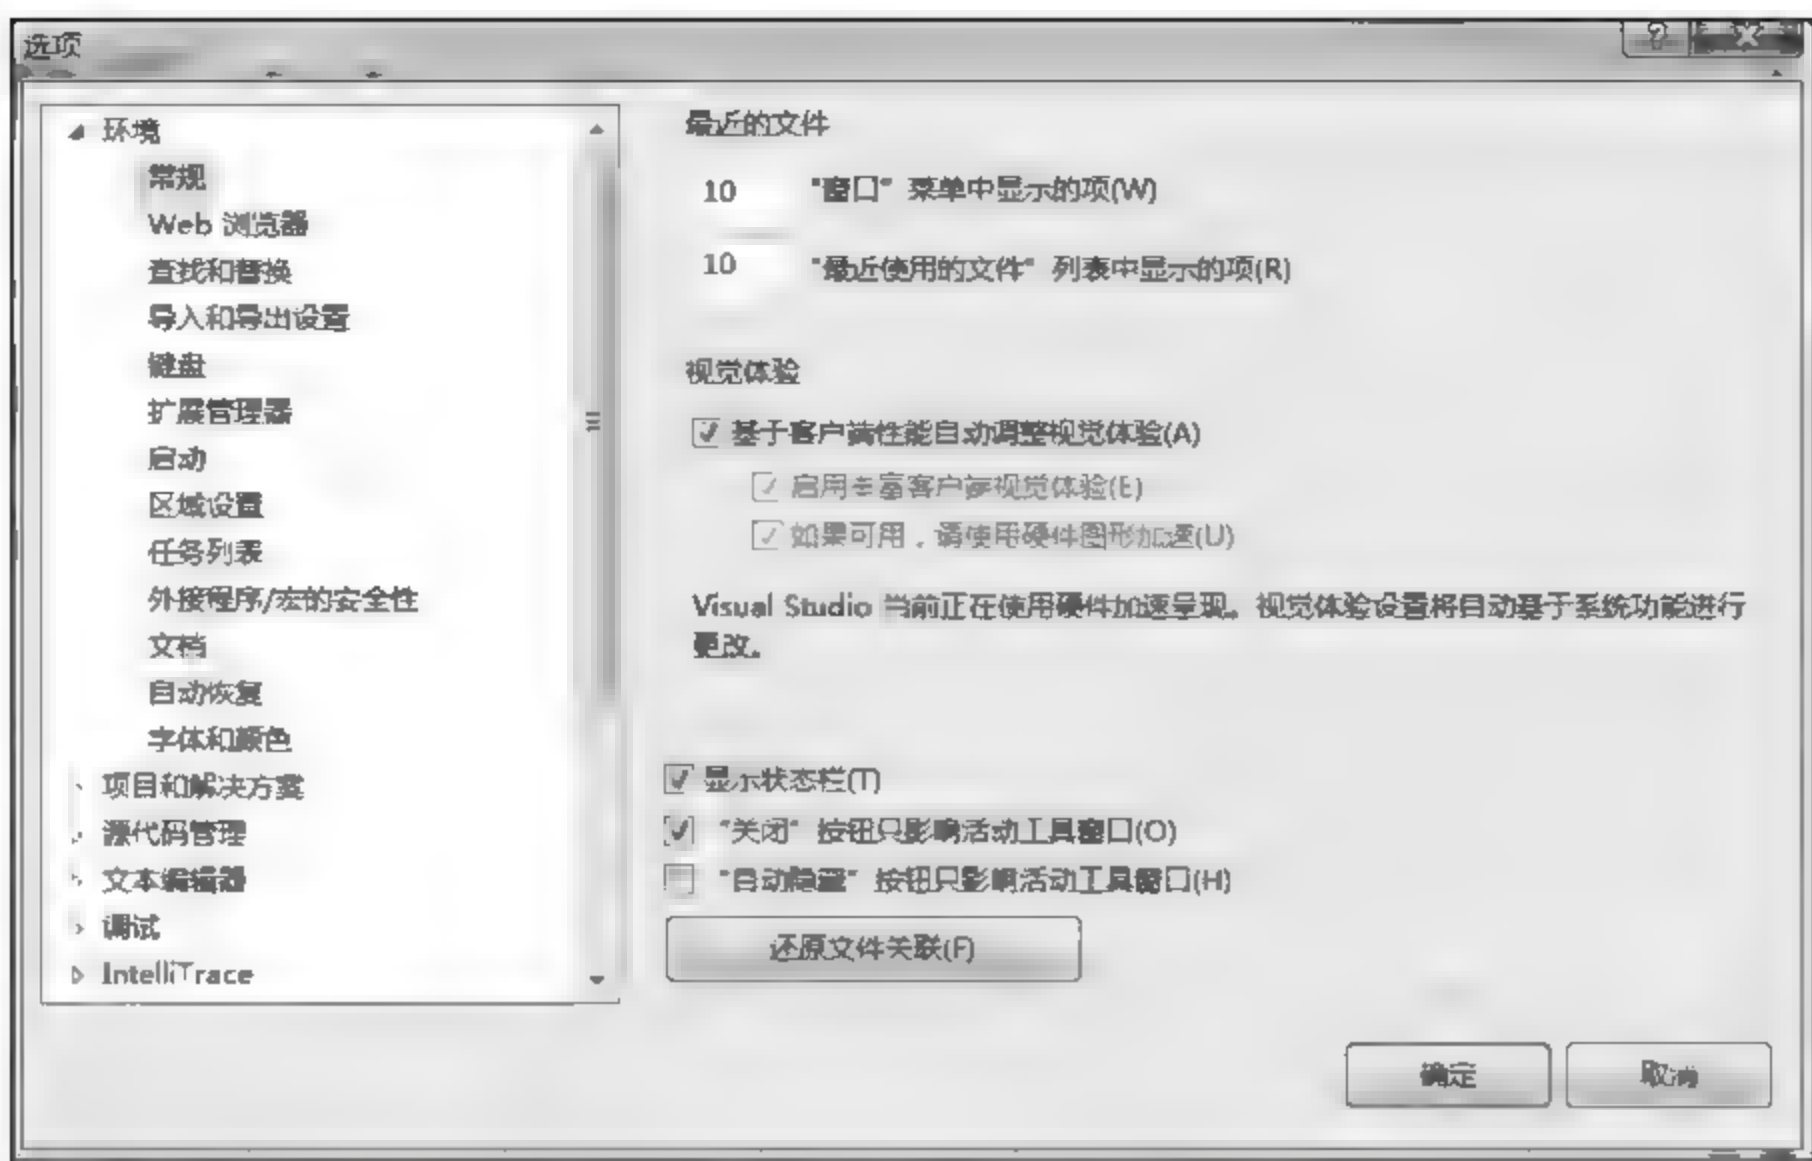 选项
环境
常规
Web 浏览器
查找和替换
导入和导出设置
键盘
扩展管理器
启动
区域设置
任务列表
外接程序/宏的安全性
文档
自动恢复
字体和颜色
项目和解决方案
源代码管理
文本编辑器
调试
IntelliTrace
最近的文件
10 "窗口" 菜单中显示的项(W)
10 "最近使用的文件" 列表中显示的项(R)
视觉体验
基于客户端性能自动调整视觉体验(A)
启用丰富客户端视觉体验(E)
如果可用，请使用硬件图形加速(U)
Visual Studio 当前正在使用硬件加速呈现。视觉体验设置将自动基于系统功能进行
更改。
显示状态栏(T)
"关闭" 按钮只影响活动工具窗口(O)
"自动隐藏" 按钮只影响活动工具窗口(H)
还原文件关联(F)
确定
取消